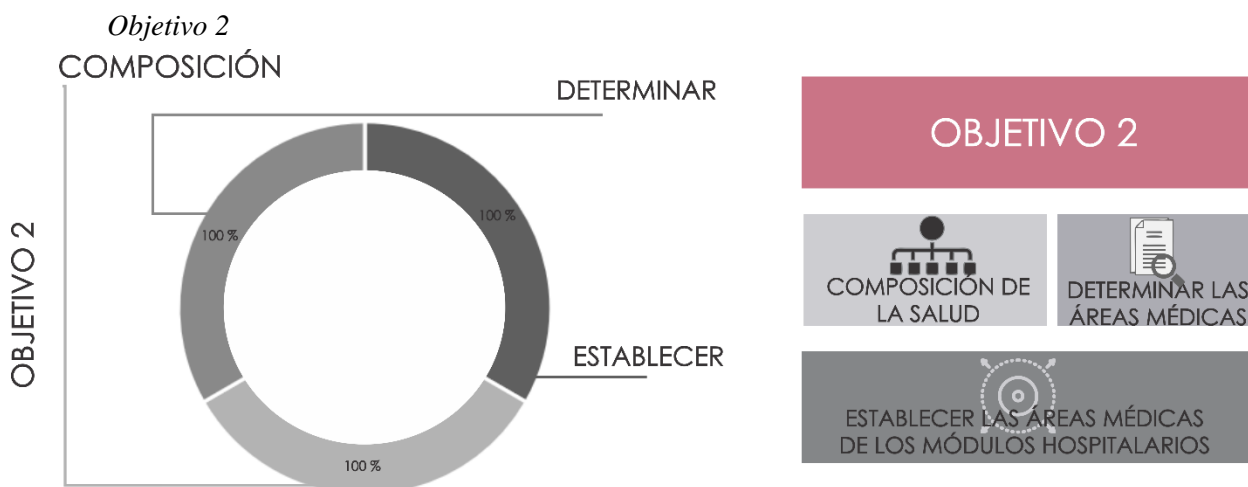 Objetivo 2
COMPOSICIÓN
DETERMINAR
100 %
100 %
ESTABLECER
100 %
OBJETIVO 2
OBJETIVO 2
COMPOSICIÓN DE
LA SALUD
DETERMINAR LAS
ÁREAS MÉDICAS
ESTABLECER LAS ÁREAS MÉDICAS
DE LOS MÓDULOS HOSPITALARIOS